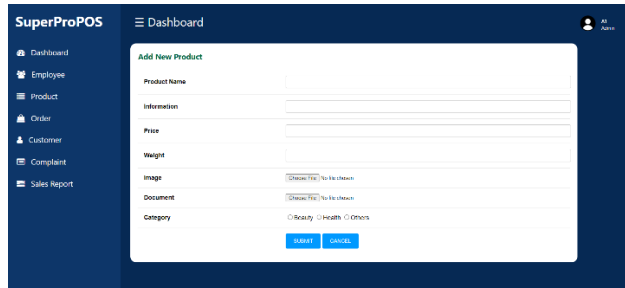 SuperProPOS
Dashboard
Ali
Admin
Dashboard
Employee
Product
Order
Customer
Complaint
Sales Report
Add New Product
Product Name
Information
Price
Weight
Image
Choose File No file chosen
Document
Choose File No file chosen
Category
Beauty Health Others
SUBMIT CANCEL